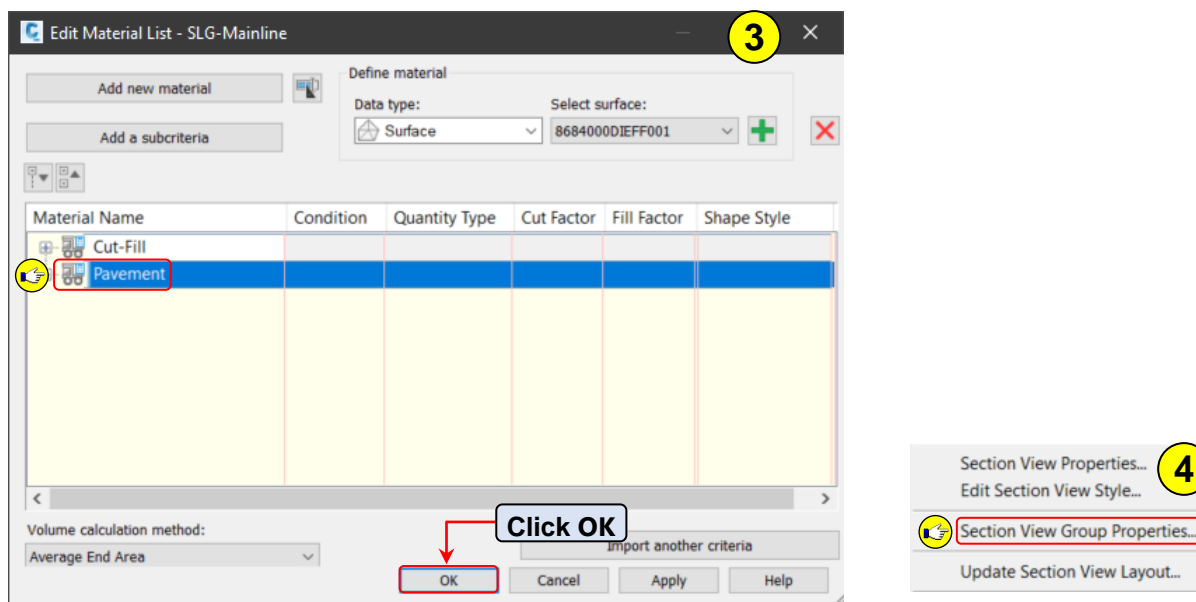 Edit Material List - SLG-Mainline
3
Add new material
Add a subcriteria
Define material
Data type:
Select surface:
Surface
8684000DIEFF001
Material Name Condition Quantity Type Cut Factor Fill Factor Shape Style
Cut-Fill
Pavement
Volume calculation method:
Average End Area
Click OK
Import another criteria
OK Cancel Apply Help
Section View Properties...
4
Edit Section View Style...
Section View Group Properties...
Update Section View Layout...